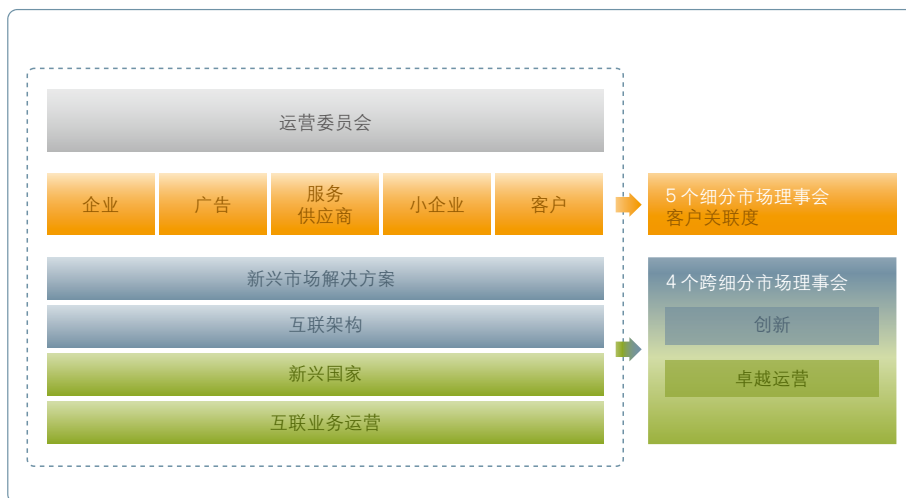 运营委员会
企业
广告
服务
供应商
小企业
客户
5个细分市场理事会
客户关联度
新兴市场解决方案
互联架构
新兴国家
互联业务运营
4个跨细分市场理事会
创新
卓越运营